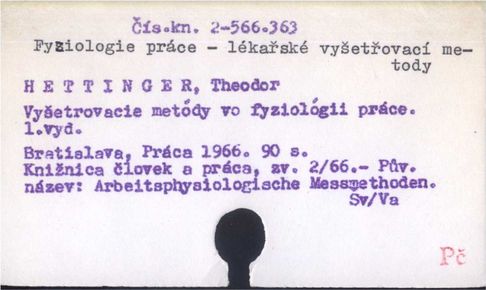 Čís.kn. 2-566.363
Fyziologie práce - lékařské vyšetřovací me-
tody
H E T T I N G E R, Theodor
Vyšetrovacie metódy vo fyziológii práce.
1.vyd.
Bratislava, Práca 1966. 90 s.
Knižnica človek a práca, zv. 2/66.- Pův.
název: Arbeitsphysiologische Messmethoden.
Sv/Va
Pč